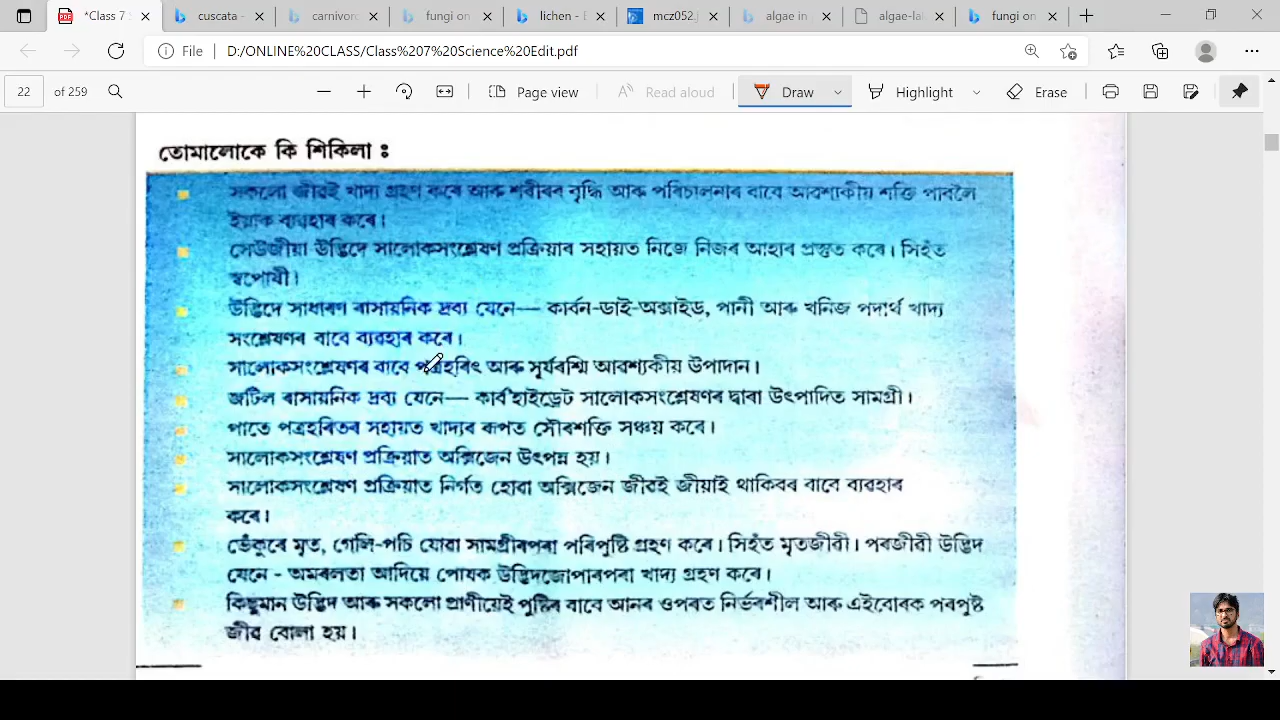 *Class 7
cuscata -
carnivor
fungi on
lichen - B
mcz052.j
algae in
algae-lal
fungi on
File D:/ONLINE%20CLASS/Class%207%20Science%20Edit.pdf
22 of 259 Page view Read aloud Draw Highlight Erase
তোমালোকে কি শিকিলা ঃ
সকলো জীৱই খাদ্য গ্ৰহণ কৰে আৰু শৰীৰৰ বৃদ্ধি আৰু পৰিচালনাৰ বাবে আৱশ্যকীয় শক্তি পাবলৈ
ইয়াক ব্যৱহাৰ কৰে।
সেউজীয়া উদ্ভিদে সালোকসংশ্লেষণ প্ৰক্ৰিয়াৰ সহায়ত নিজে নিজৰ আহাৰ প্ৰস্তুত কৰে। সিহঁত
স্বপোষী।
উদ্ভিদে সাধাৰণ ৰাসায়নিক দ্ৰব্য যেনে— কাৰ্বন-ডাই-অক্সাইড, পানী আৰু খনিজ পদাৰ্থ খাদ্য
সংশ্লেষণৰ বাবে ব্যৱহাৰ কৰে।
সালোকসংশ্লেষণৰ বাবে পত্ৰহৰিৎ আৰু সূৰ্যৰশ্মি আৱশ্যকীয় উপাদান।
জটিল ৰাসায়নিক দ্ৰব্য যেনে— কাৰ্ব'হাইড্ৰেট সালোকসংশ্লেষণৰ দ্বাৰা উৎপাদিত সামগ্ৰী।
পাতে পত্ৰহৰিতৰ সহায়ত খাদ্যৰ ৰূপত সৌৰশক্তি সঞ্চয় কৰে।
সালোকসংশ্লেষণ প্ৰক্ৰিয়াত অক্সিজেন উৎপন্ন হয়।
সালোকসংশ্লেষণ প্ৰক্ৰিয়াত নিৰ্গত হোৱা অক্সিজেন জীৱই জীয়াই থাকিবৰ বাবে ব্যৱহাৰ
কৰে।
ভেঁকুৰে মৃত, গেলি-পচি যোৱা সামগ্ৰীৰপৰা পৰিপুষ্টি গ্ৰহণ কৰে। সিহঁত মৃতজীৱী। পৰজীৱী উদ্ভিদ
যেনে - অমৰলতা আদিয়ে পোষক উদ্ভিদজোপাৰপৰা খাদ্য গ্ৰহণ কৰে।
কিছুমান উদ্ভিদ আৰু সকলো প্ৰাণীয়েই পুষ্টিৰ বাবে আনৰ ওপৰত নিৰ্ভৰশীল আৰু এইবোৰক পৰপুষ্ট
জীৱ বোলা হয়।